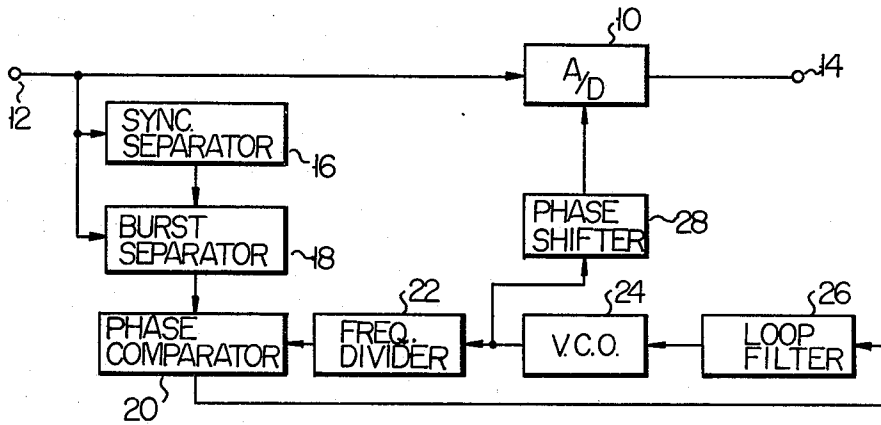 10
A/D
14
12
SYNC.
SEPARATOR
16
PHASE
SHIFTER
28
BURST
SEPARATOR
18
22
24
26
PHASE
COMPARATOR
FREQ.
DIVIDER
V.C.O.
LOOP
FILTER
20